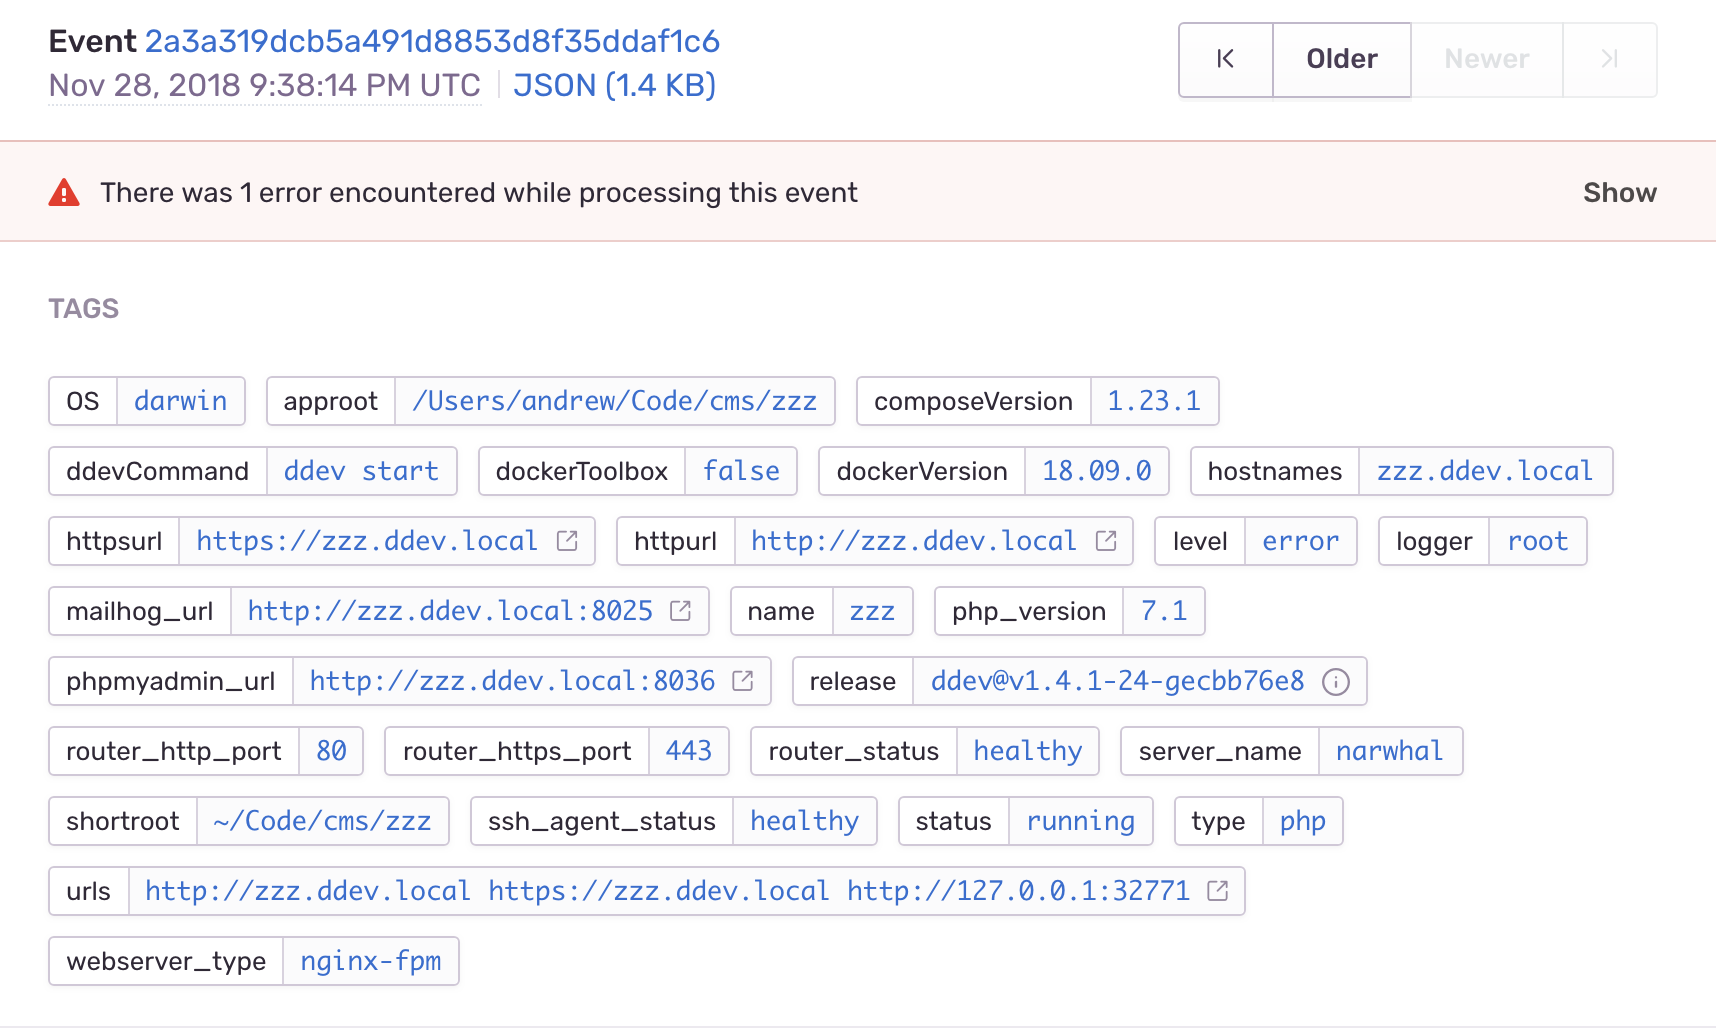 Event 2a3a319dcb5a491d8853d8f35ddaf1c6
Nov 28, 2018 9:38:14 PM UTC JSON (1.4 KB)
Older Newer
There was 1 error encountered while processing this event Show
TAGS
OS darwin approot /Users/andrew/Code/cms/zzz composeVersion 1.23.1
ddevCommand ddev start dockerToolbox false dockerVersion 18.09.0 hostnames zzz.ddev.local
httpsurl https://zzz.ddev.local httpurl http://zzz.ddev.local level error logger root
mailhog_url http://zzz.ddev.local:8025 name zzz php_version 7.1
phpmyadmin_url http://zzz.ddev.local:8036 release ddev@v1.4.1-24-gecbb76e8
router_http_port 80 router_https_port 443 router_status healthy server_name narwhal
shortroot ~/Code/cms/zzz ssh_agent_status healthy status running type php
urls http://zzz.ddev.local https://zzz.ddev.local http://127.0.0.1:32771
webserver_type nginx-fpm